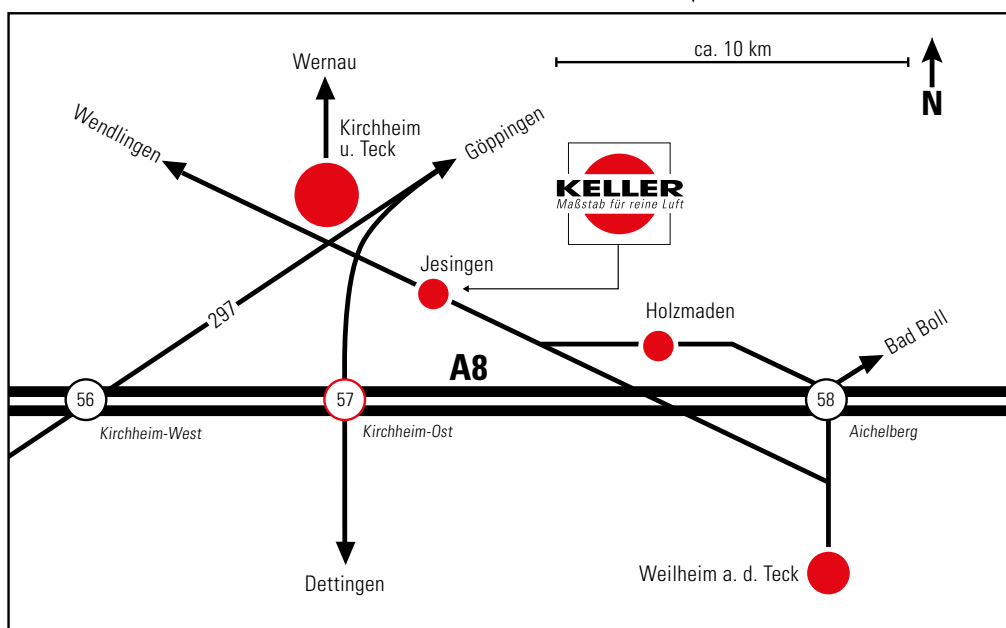 ca. 10 km
N
Wernau
Wendlingen
Kirchheim
u. Teck
Göppingen
KELLER
Maßstab für reine Luft
Jesingen
Holzmaden
Bad Boll
297
A8
56
57
58
Kirchheim-West
Kirchheim-Ost
Aichelberg
Dettingen
Weilheim a. d. Teck